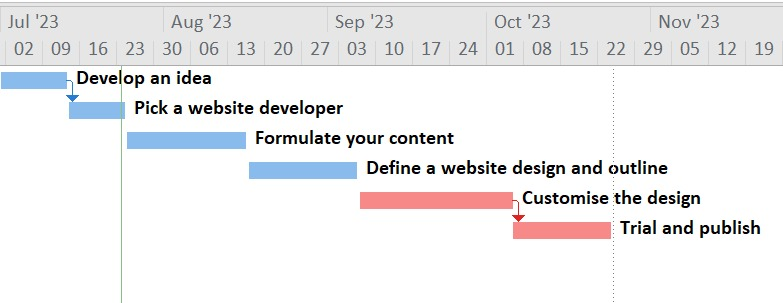 Jul '23 Aug '23 Sep '23 Oct '23 Nov '23
02 09 16 23 30 06 13 20 27 03 10 17 24 01 08 15 22 29 05 12 19
Develop an idea
Pick a website developer
Formulate your content
Define a website design and outline
Customise the design
Trial and publish